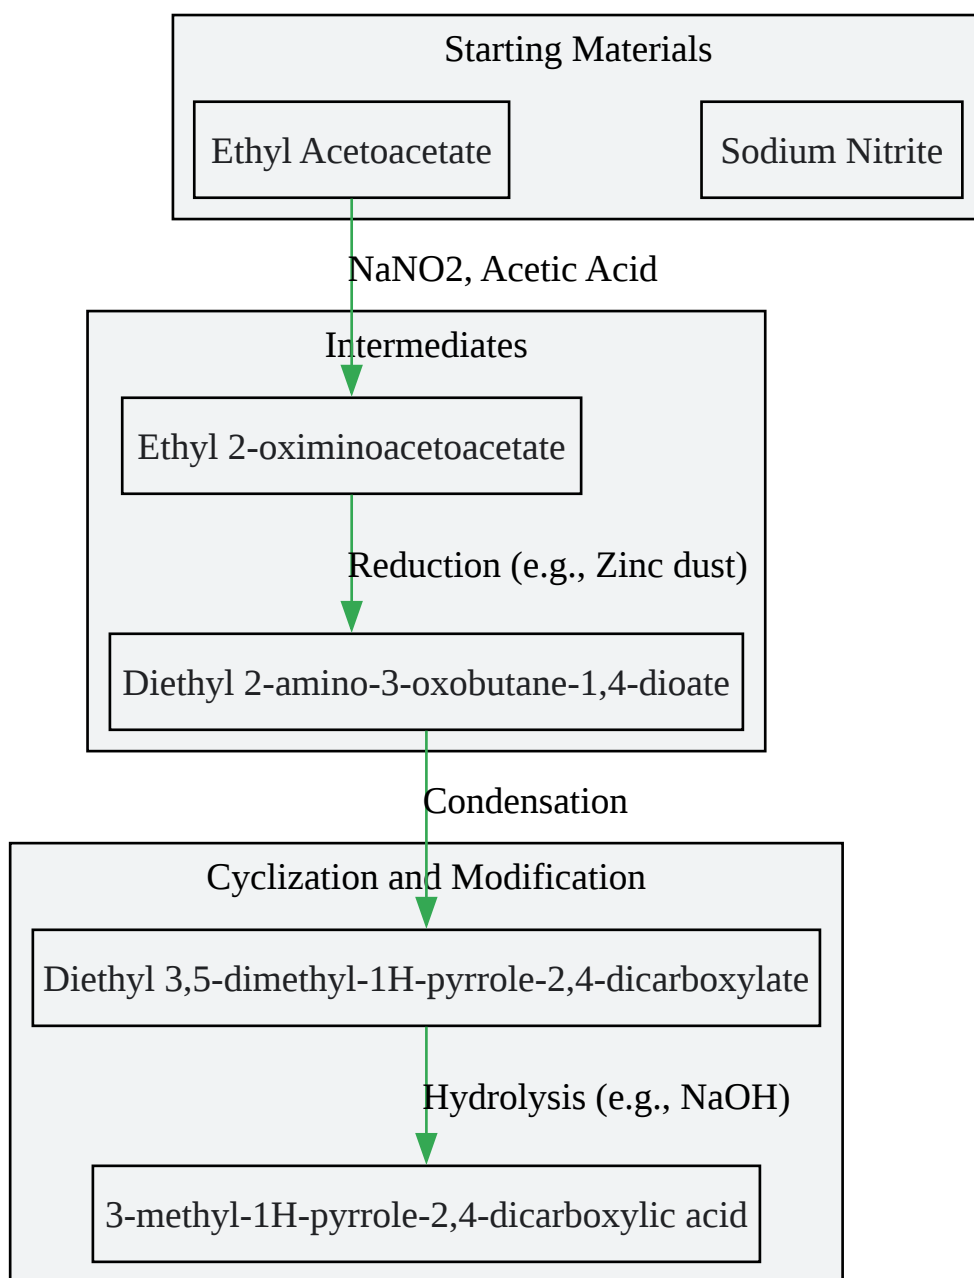 Starting Materials
Ethyl Acetoacetate
Sodium Nitrite
NaNO2, Acetic Acid
Intermediates
Ethyl 2-oximinoacetoacetate
Reduction (e.g., Zinc dust)
Diethyl 2-amino-3-oxobutane-1,4-dioate
Condensation
Cyclization and Modification
Diethyl 3,5-dimethyl-1H-pyrrole-2,4-dicarboxylate
Hydrolysis (e.g., NaOH)
3-methyl-1H-pyrrole-2,4-dicarboxylic acid